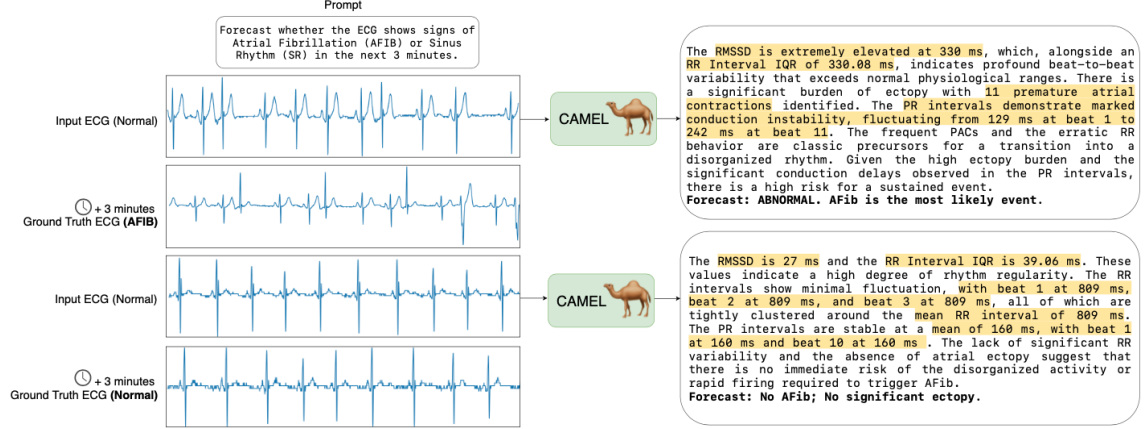 Prompt
Forecast whether the ECG shows signs of
Atrial Fibrillation (AFIB) or Sinus
Rhythm (SR) in the next 3 minutes.
Input ECG (Normal)
CAMEL
The RMSSD is extremely elevated at 330 ms, which, alongside an
RR Interval IQR of 330.08 ms, indicates profound beat-to-beat
variability that exceeds normal physiological ranges. There is
a significant burden of ectopy with 11 premature atrial
contractions identified. The PR intervals demonstrate marked
conduction instability, fluctuating from 129 ms at beat 1 to
242 ms at beat 11. The frequent PACs and the erratic RR
behavior are classic precursors for a transition into a
disorganized rhythm. Given the high ectopy burden and the
significant conduction delays observed in the PR intervals,
there is a high risk for a sustained event.
Forecast: ABNORMAL. AFib is the most likely event.
+ 3 minutes
Ground Truth ECG (AFIB)
Input ECG (Normal)
CAMEL
The RMSSD is 27 ms and the RR Interval IQR is 39.06 ms. These
values indicate a high degree of rhythm regularity. The RR
intervals show minimal fluctuation, with beat 1 at 809 ms,
beat 2 at 809 ms, and beat 3 at 809 ms, all of which are
tightly clustered around the mean RR interval of 809 ms.
The PR intervals are stable at a mean of 160 ms, with beat 1
at 160 ms and beat 10 at 160 ms . The lack of significant RR
variability and the absence of atrial ectopy suggest that
there is no immediate risk of the disorganized activity or
rapid firing required to trigger AFib.
Forecast: No AFib; No significant ectopy.
+ 3 minutes
Ground Truth ECG (Normal)